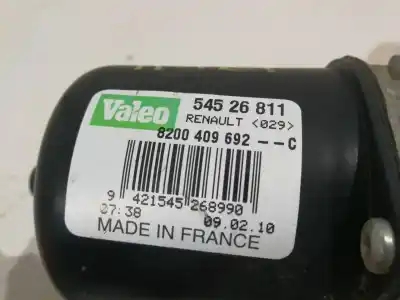 Valeo
545 26 811
RENAULT <029>
8200 409 692 -- C
9 421545 268990
07:38
09.02.10
MADE IN FRANCE